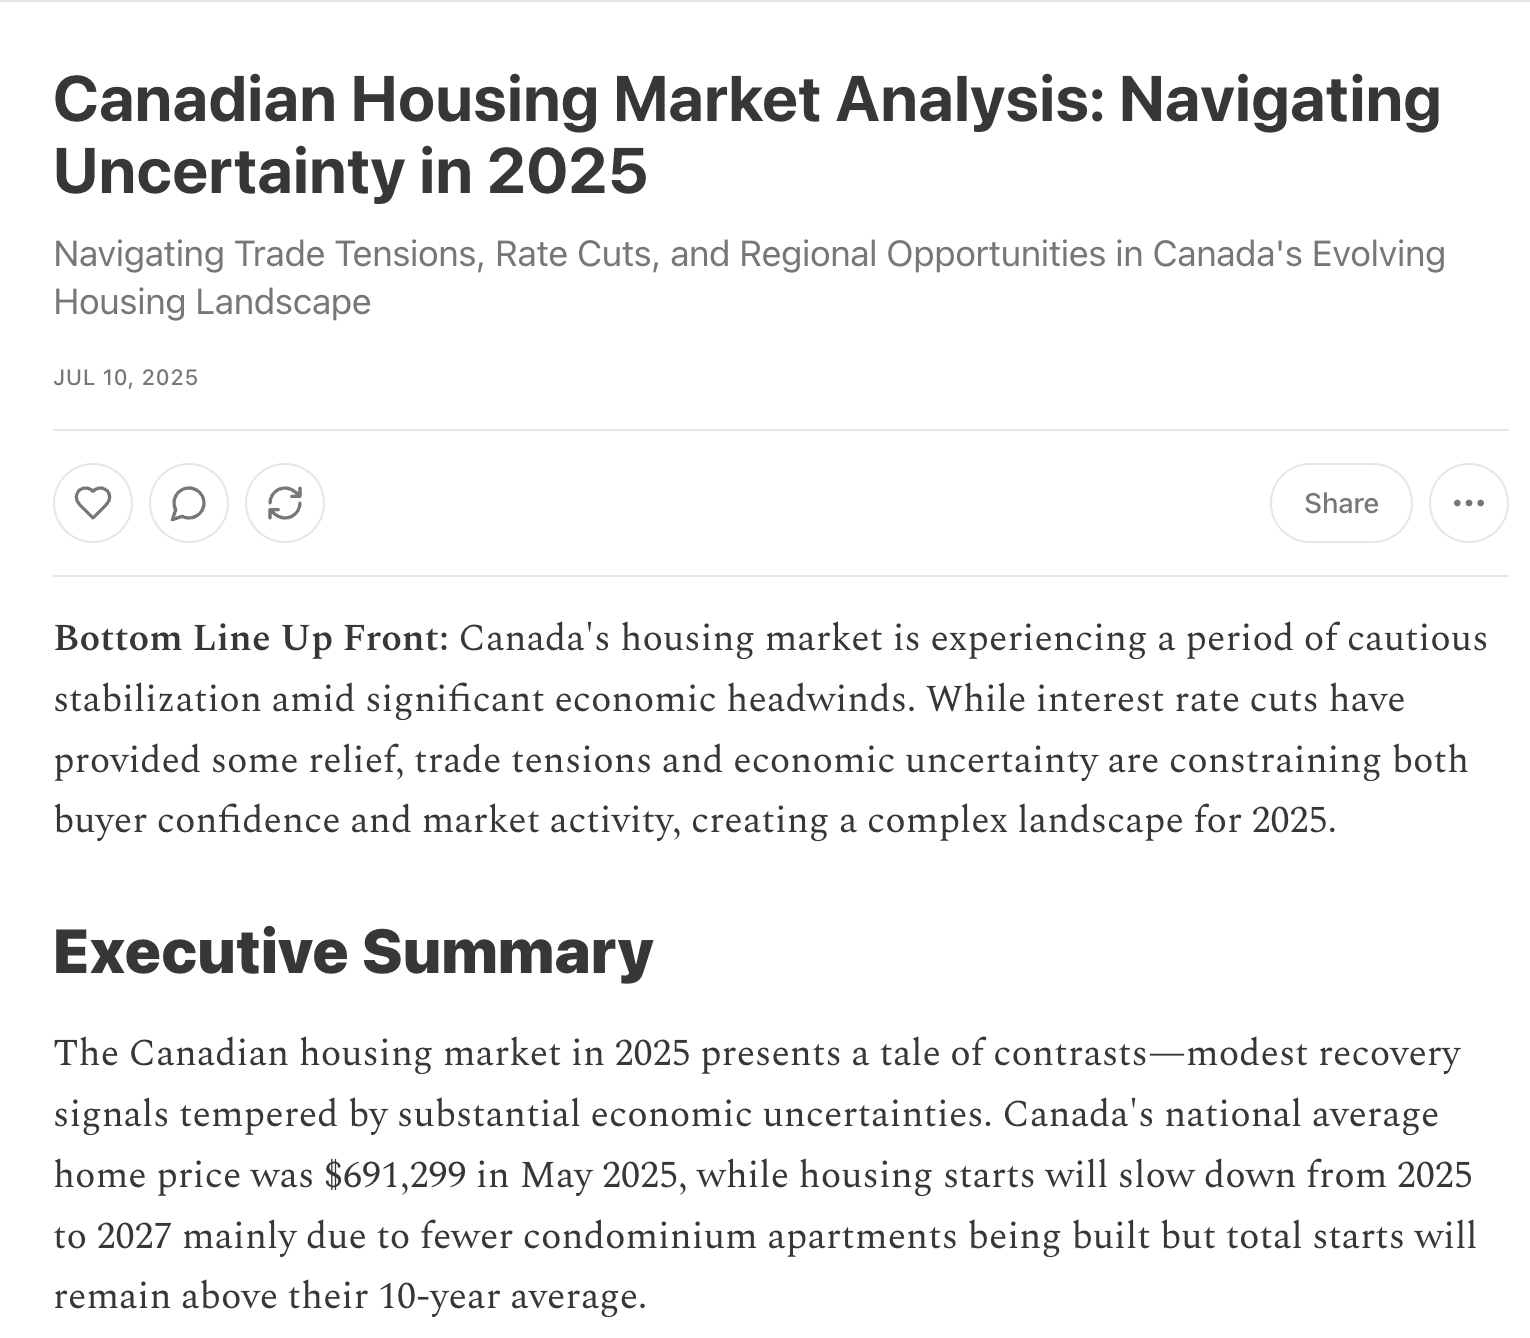 Canadian Housing Market Analysis: Navigating
Uncertainty in 2025
Navigating Trade Tensions, Rate Cuts, and Regional Opportunities in Canada's Evolving
Housing Landscape
JUL 10, 2025
Share
Bottom Line Up Front: Canada's housing market is experiencing a period of cautious
stabilization amid significant economic headwinds. While interest rate cuts have
provided some relief, trade tensions and economic uncertainty are constraining both
buyer confidence and market activity, creating a complex landscape for 2025.
Executive Summary
The Canadian housing market in 2025 presents a tale of contrasts—modest recovery
signals tempered by substantial economic uncertainties. Canada's national average
home price was $691,299 in May 2025, while housing starts will slow down from 2025
to 2027 mainly due to fewer condominium apartments being built but total starts will
remain above their 10-year average.